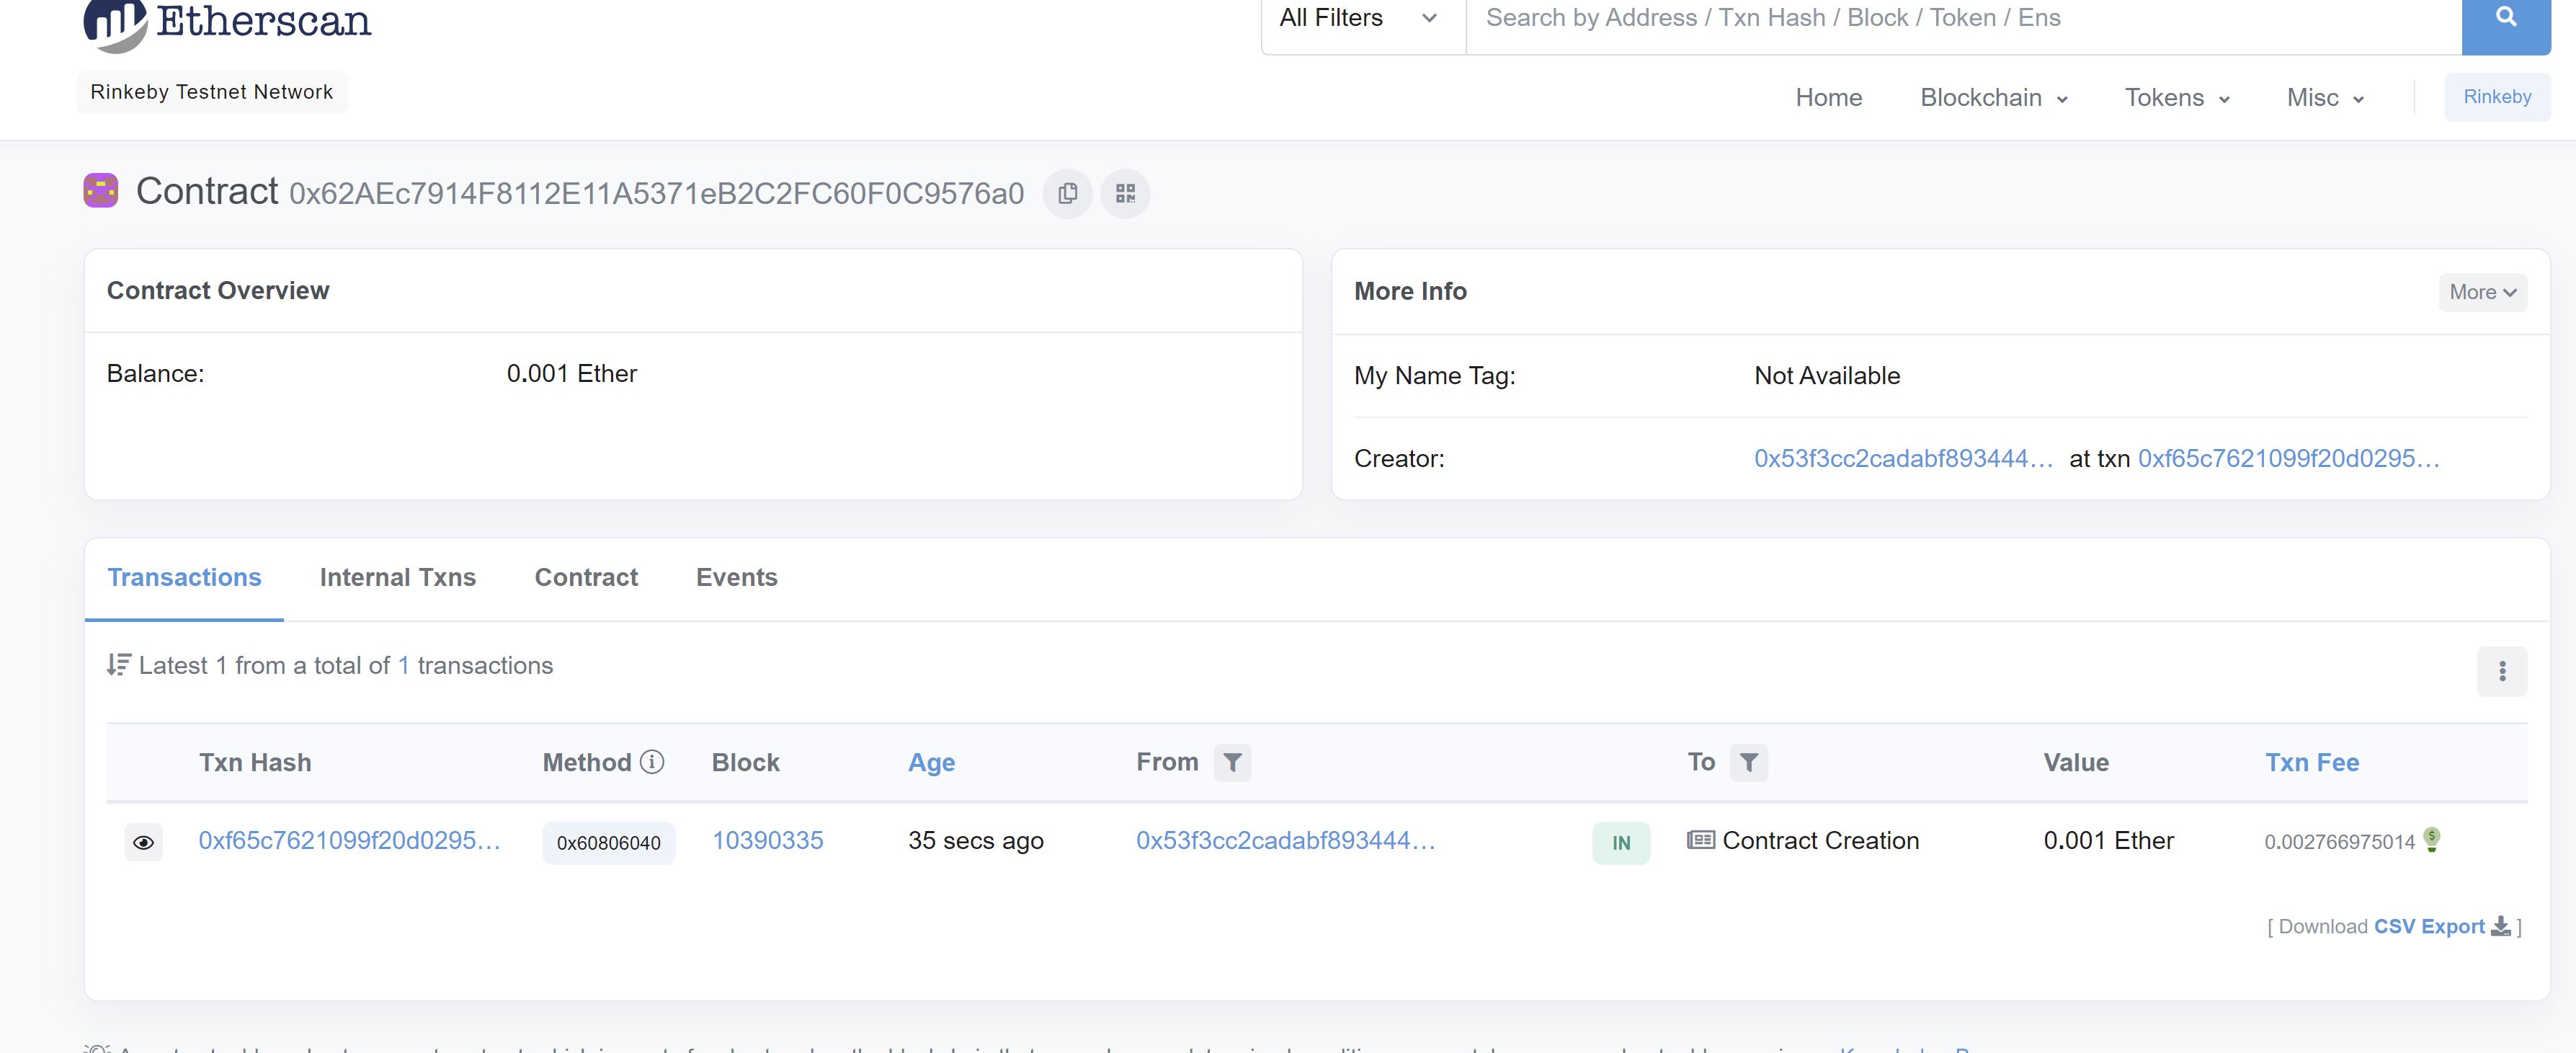 Etherscan
All Filters
Search by Address / Txn Hash / Block / Token / Ens
Rinkeby Testnet Network
Home Blockchain Tokens Misc Rinkeby
Contract 0x62AEc7914F8112E11A5371eB2C2FC60F0C9576a0
Contract Overview
Balance: 0.001 Ether
More Info
More
My Name Tag: Not Available
Creator: 0x53f3cc2cadabf893444... at txn 0xf65c7621099f20d0295...
Transactions Internal Txns Contract Events
Latest 1 from a total of 1 transactions
Txn Hash Method Block Age From To Value Txn Fee
0xf65c7621099f20d0295... 0x60806040 10390335 35 secs ago 0x53f3cc2cadabf893444... IN Contract Creation 0.001 Ether 0.002766975014
[ Download CSV Export ]